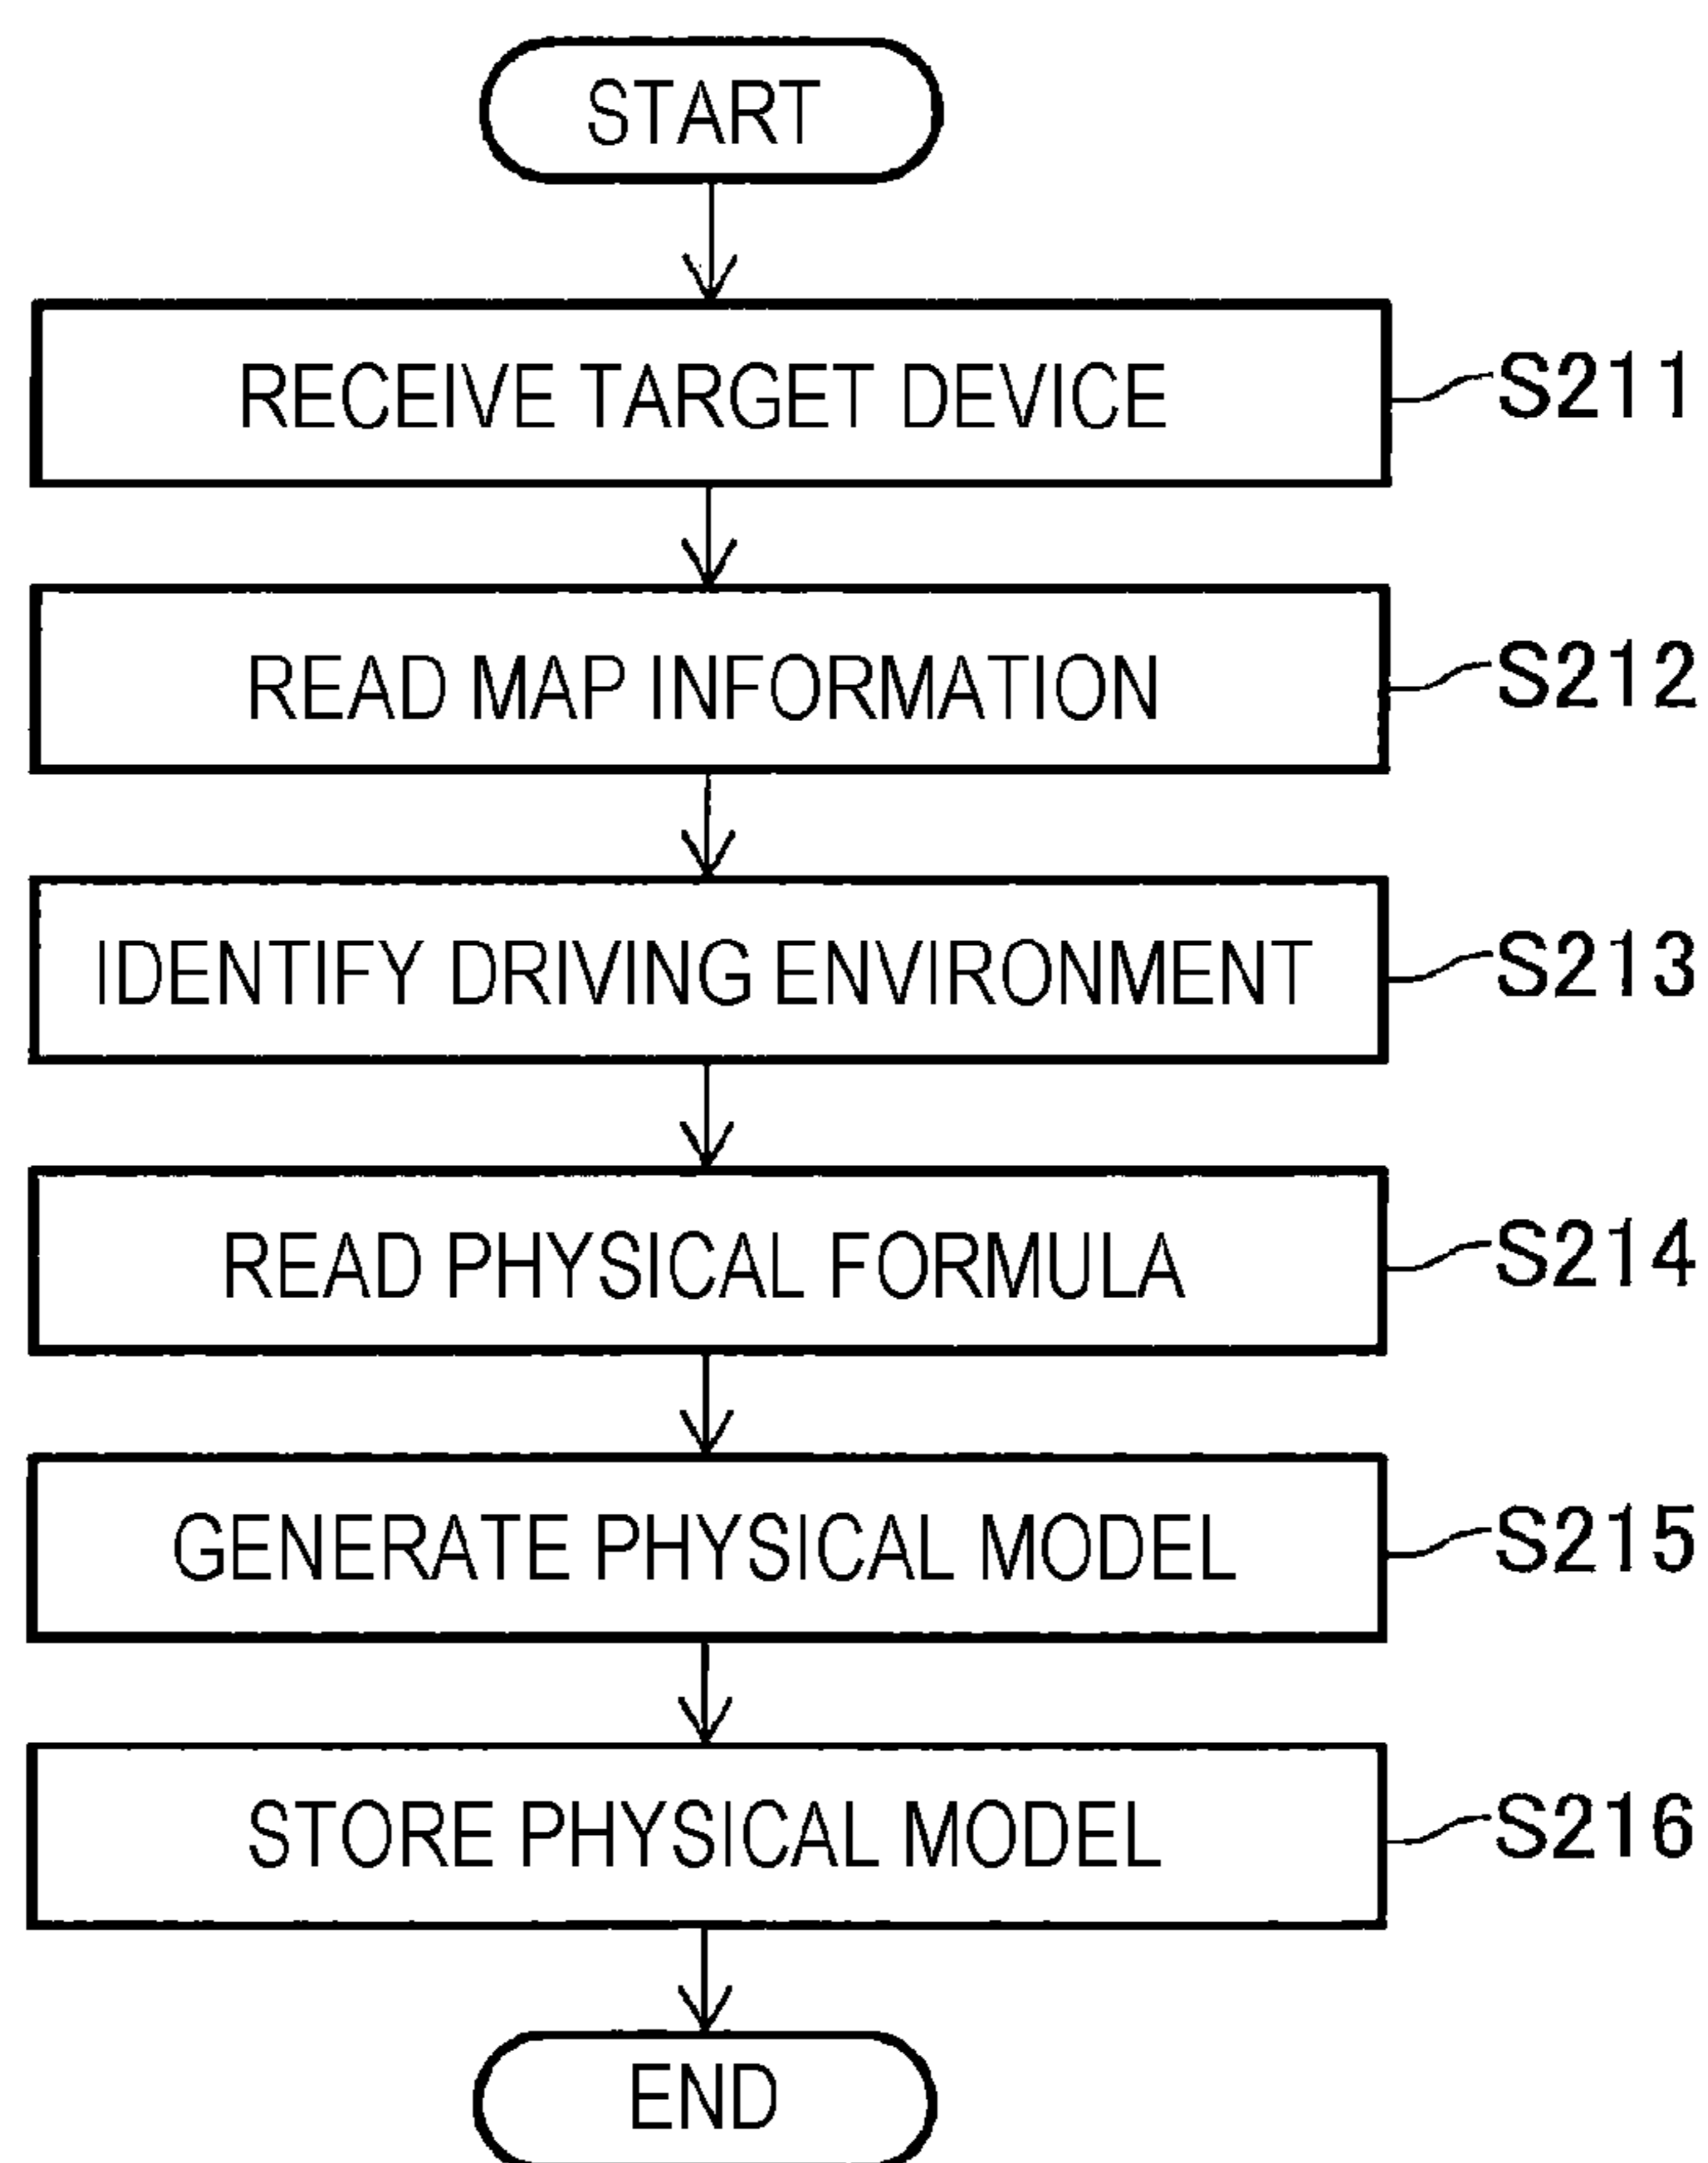 START
RECEIVE TARGET DEVICE
S211
READ MAP INFORMATION
S212
IDENTIFY DRIVING ENVIRONMENT
S213
READ PHYSICAL FORMULA
S214
GENERATE PHYSICAL MODEL
S215
STORE PHYSICAL MODEL
S216
END